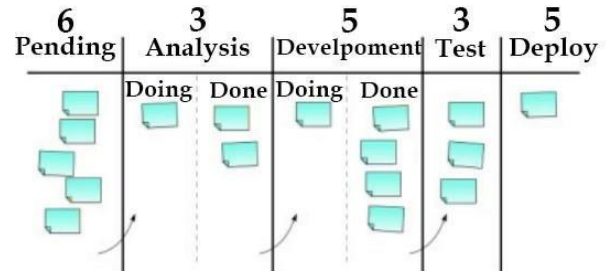 6 3 5 3 5
Pending Analysis Develpoment Test Deploy
Doing Done Doing Done